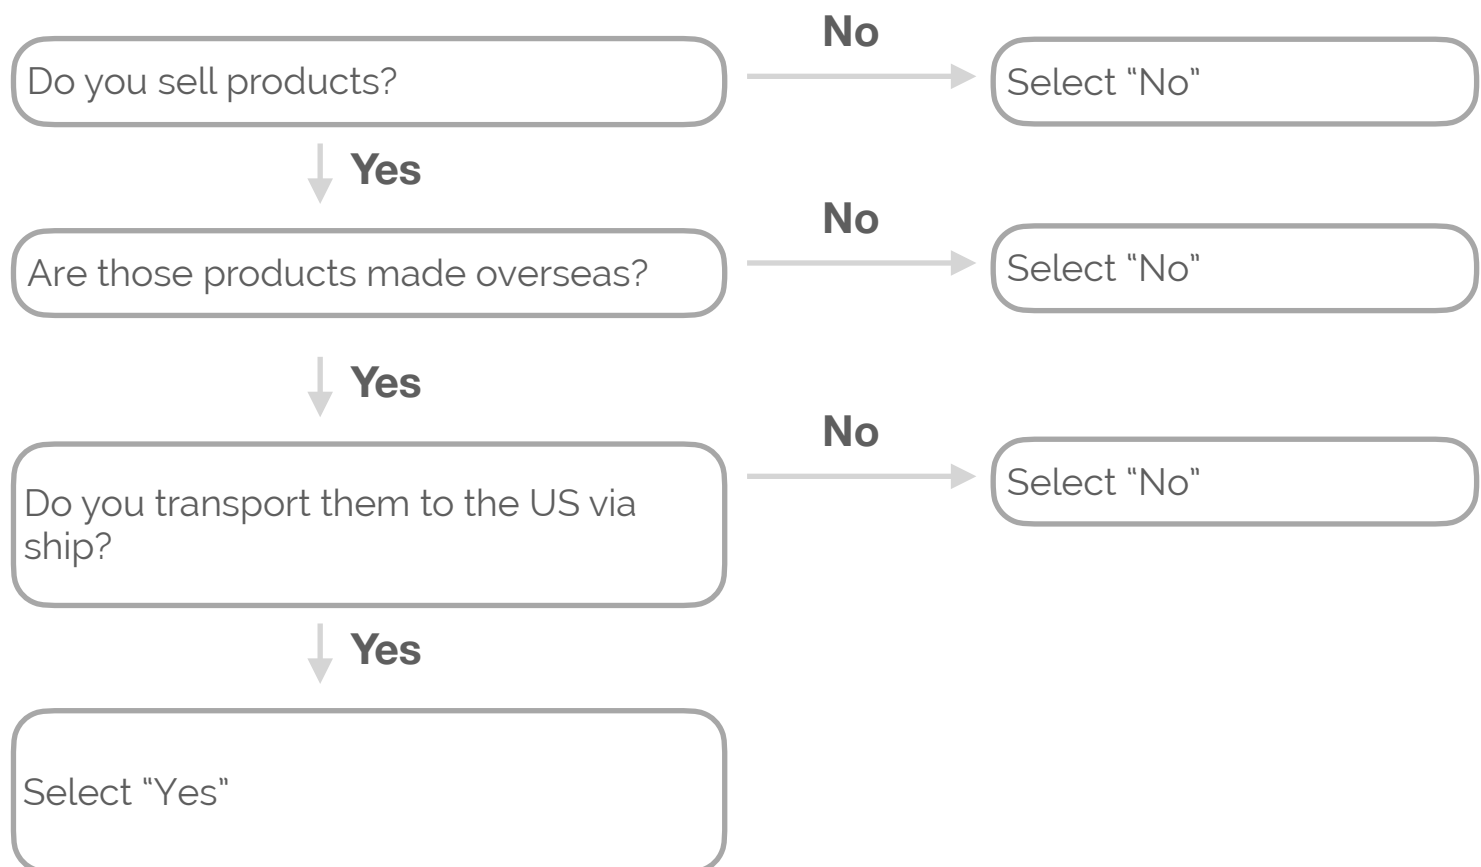 No
Do you sell products?
Select “No”
Yes
No
Are those products made overseas?
Select “No”
Yes
No
Do you transport them to the US via
ship?
Select “No”
Yes
Select “Yes”